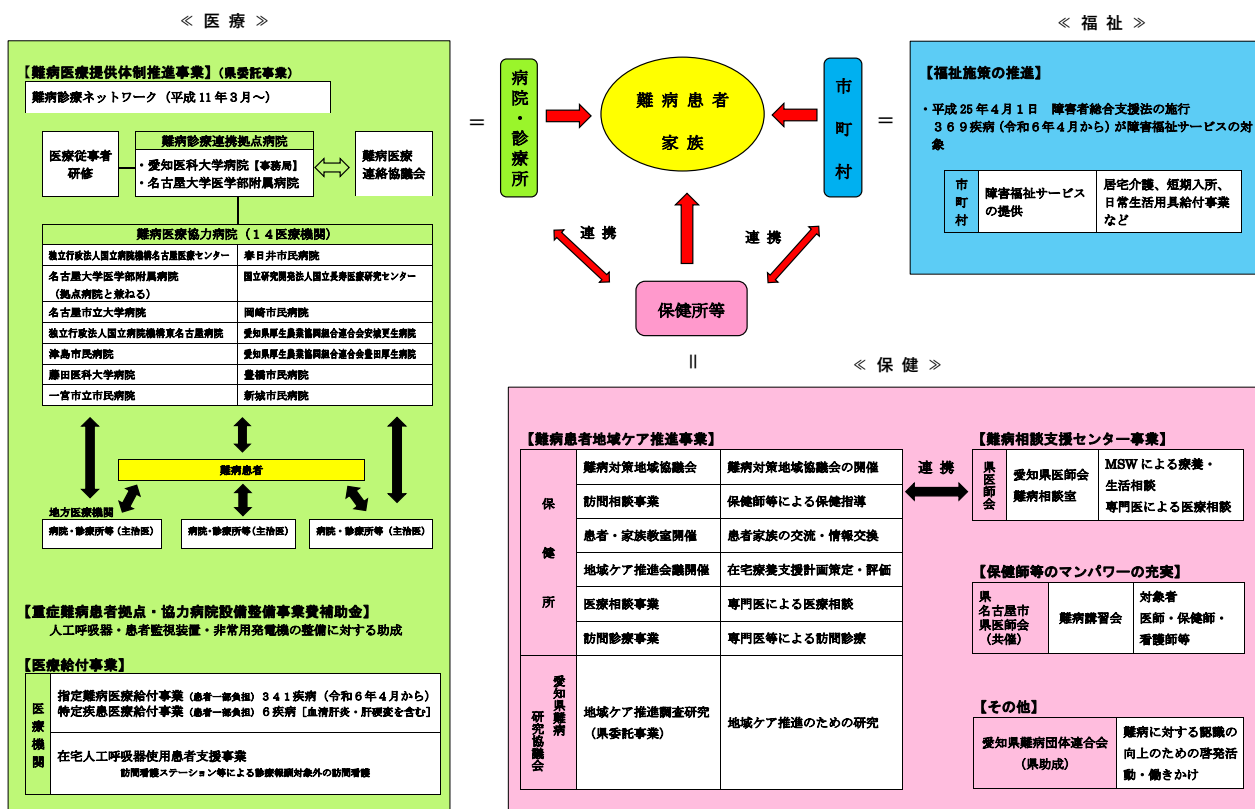 ≪ 医 療 ≫
【難病医療提供体制推進事業】(県委託事業)
難病診療ネットワーク（平成11年３月～）
医療従事者
研修
難病診療連携拠点病院
・愛知医科大学病院【事務局】
・名古屋大学医学部附属病院
難病医療
連絡協議会
難病医療協力病院（１４医療機関）
独立行政法人国立病院機構名古屋医療センター
春日井市民病院
名古屋大学医学部附属病院
（拠点病院と兼ねる）
国立研究開発法人国立長寿医療研究センター
名古屋市立大学病院
岡崎市民病院
独立行政法人国立病院機構東名古屋病院
愛知県厚生農業協同組合連合会安城更生病院
津島市民病院
愛知県厚生農業協同組合連合会豊田厚生病院
藤田医科大学病院
豊橋市民病院
一宮市立市民病院
新城市民病院
難病患者
地方医療機関
病院・診療所等（主治医）
病院・診療所等（主治医）
病院・診療所等（主治医）
【重症難病患者拠点・協力病院設備整備事業費補助金】
人工呼吸器・患者監視装置・非常用発電機の整備に対する助成
【医療給付事業】
医療機関
指定難病医療給付事業（患者一部負担）３４１疾病（令和６年４月から）
特定疾患医療給付事業（患者一部負担）６疾病［血清肝炎・肝硬変を含む］
在宅人工呼吸器使用患者支援事業
訪問看護ステーション等による診療報酬対象外の訪問看護
＝
病院・診療所
難 病 患 者
家 族
市町村
＝
連 携
連 携
保健所等
＝
≪ 福 祉 ≫
【福祉施策の推進】
・平成 25 年４月１日　障害者総合支援法の施行
３６９疾病（令和６年４月から）が障害福祉サービスの対
象
市町村
障害福祉サービス
の提供
居宅介護、短期入所、
日常生活用具給付事業
など
≪ 保 健 ≫
【難病患者地域ケア推進事業】
保健所
難病対策地域協議会
難病対策地域協議会の開催
訪問相談事業
保健師等による保健指導
患者・家族教室開催
患者家族の交流・情報交換
地域ケア推進会議開催
在宅療養支援計画策定・評価
医療相談事業
専門医による医療相談
訪問診療事業
専門医等による訪問診療
愛知県難病
研究協議会
地域ケア推進調査研究
（県委託事業）
地域ケア推進のための研究
連 携
【難病相談支援センター事業】
県医師会
愛知県医師会
難病相談室
MSW による療養・
生活相談
専門医による医療相談
【保健師等のマンパワーの充実】
県
名古屋市
県医師会
（共催）
難病講習会
対象者
医師・保健師・
看護師等
【その他】
愛知県難病団体連合会
（県助成）
難病に対する認識の
向上のための啓発活
動・働きかけ